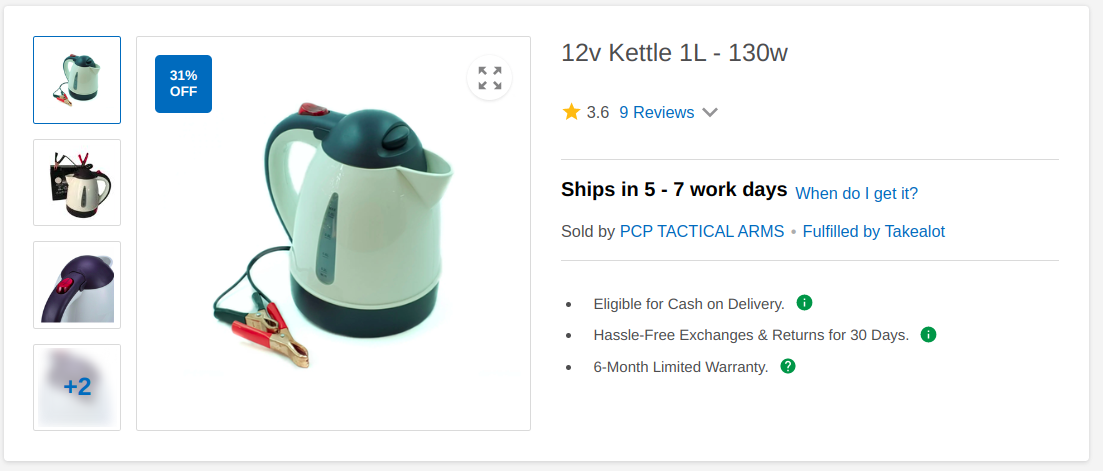 31%
OFF
+2
12v Kettle 1L - 130w
3.6 9 Reviews
Ships in 5 - 7 work days When do I get it?
Sold by PCP TACTICAL ARMS • Fulfilled by Takealot
Eligible for Cash on Delivery.
Hassle-Free Exchanges & Returns for 30 Days.
6-Month Limited Warranty.